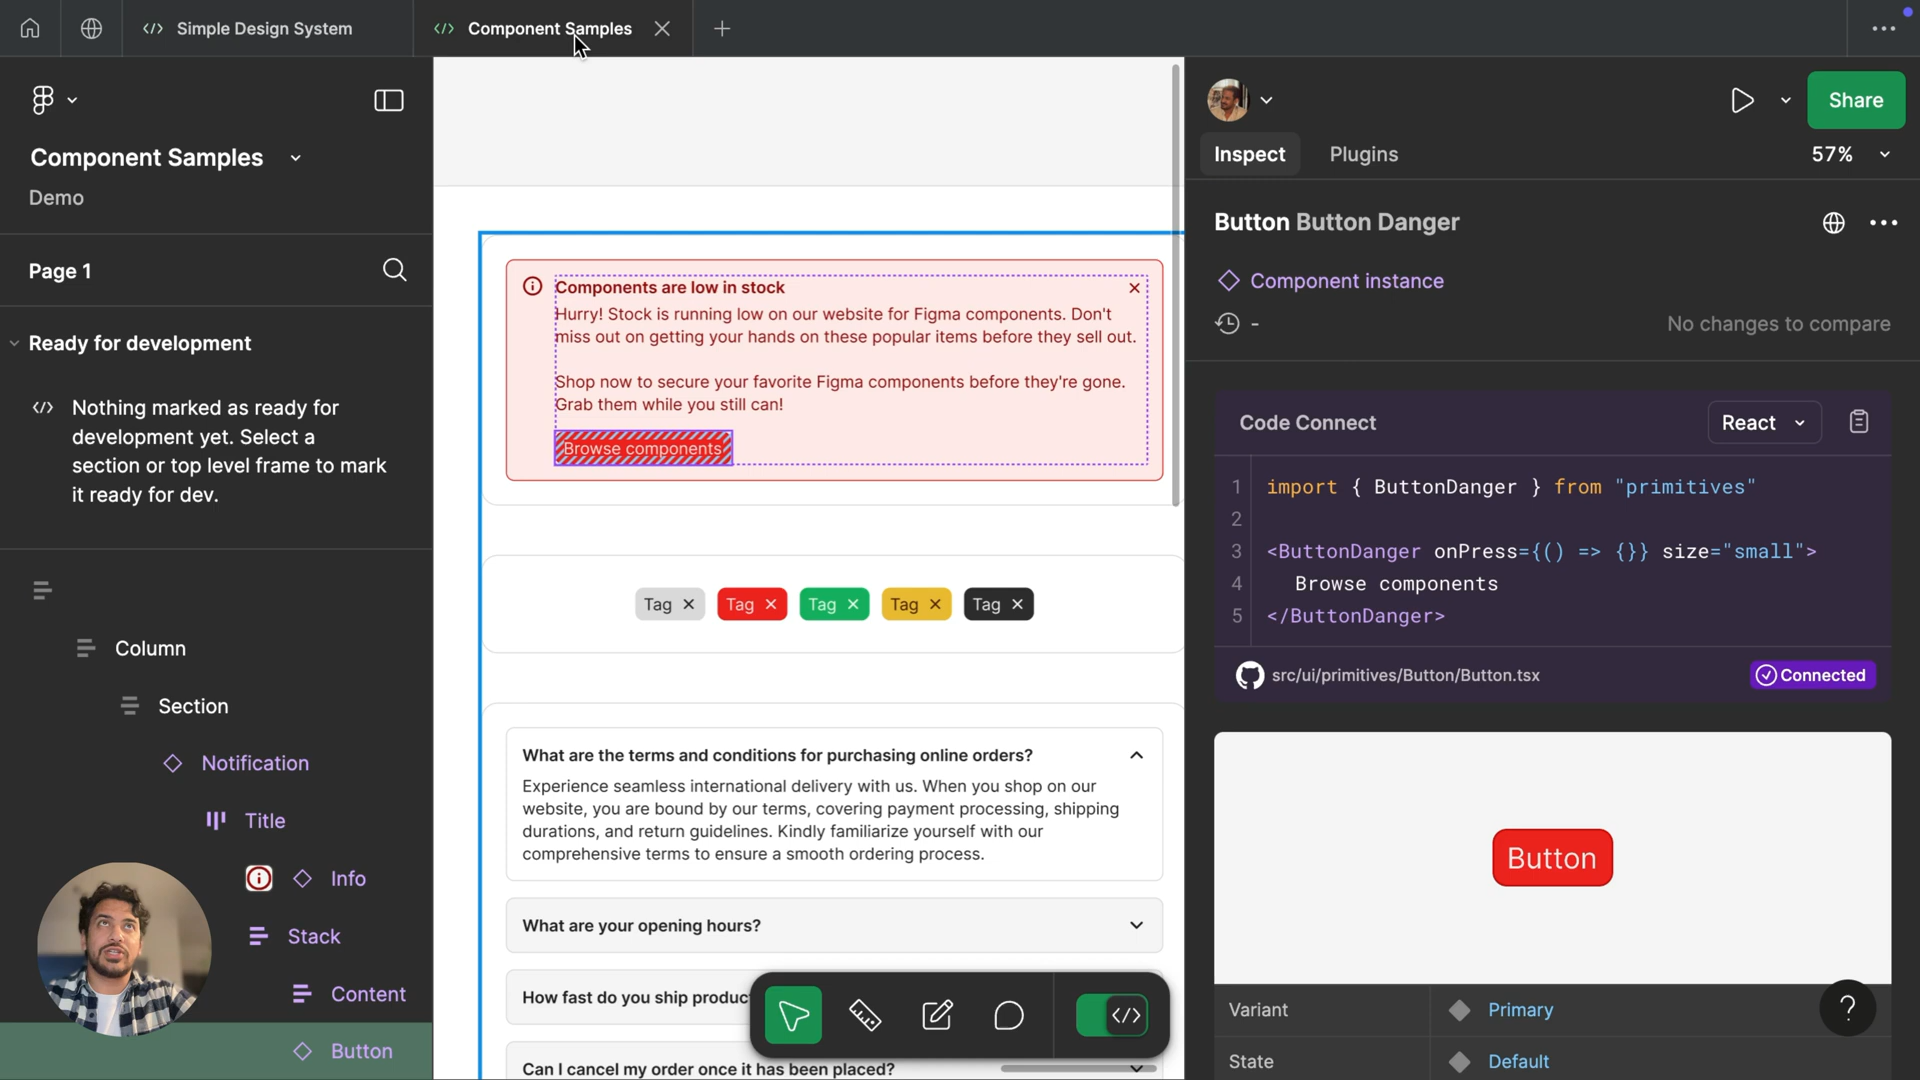 Simple Design System
Component Samples
Share
Component Samples
Demo
Inspect
Plugins
57%
Page 1
Button Button Danger
Component instance
-
No changes to compare
Ready for development
Nothing marked as ready for
development yet. Select a
section or top level frame to mark
it ready for dev.
Column
Section
Notification
Title
Info
Stack
Content
Button
Components are low in stock
Hurry! Stock is running low on our website for Figma components. Don't
miss out on getting your hands on these popular items before they sell out.
Shop now to secure your favorite Figma components before they're gone.
Grab them while you still can!
Browse components
Tag
Tag
Tag
Tag
Tag
What are the terms and conditions for purchasing online orders?
Experience seamless international delivery with us. When you shop on our
website, you are bound by our terms, covering payment processing, shipping
durations, and return guidelines. Kindly familiarize yourself with our
comprehensive terms to ensure a smooth ordering process.
What are your opening hours?
How fast do you ship produc
Can I cancel my order once it has been placed?
Code Connect
React
1 import { ButtonDanger } from "primitives"
2
3 <ButtonDanger onPress={() => {}} size="small">
4 Browse components
5 </ButtonDanger>
src/ui/primitives/Button/Button.tsx
Connected
Button
Variant
Primary
State
Default
?